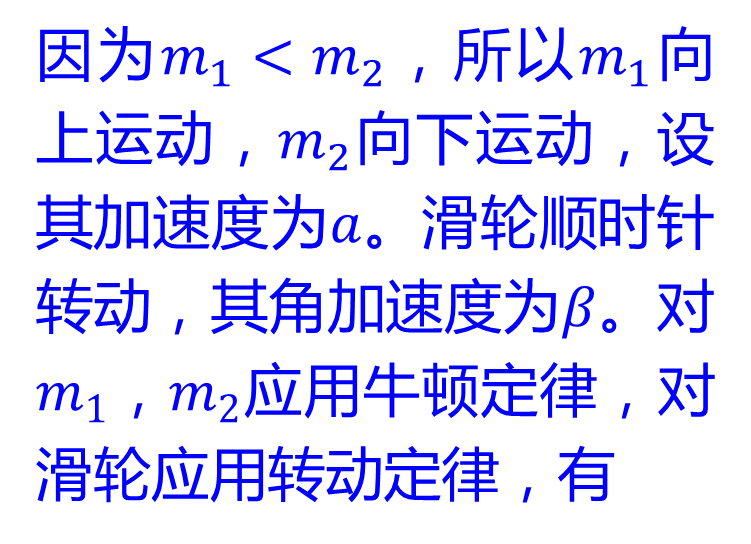 因为m₁ < m₂，所以m₁向
上运动，m₂向下运动，设
其加速度为a。滑轮顺时针
转动，其角加速度为β。对
m₁，m₂应用牛顿定律，对
滑轮应用转动定律，有